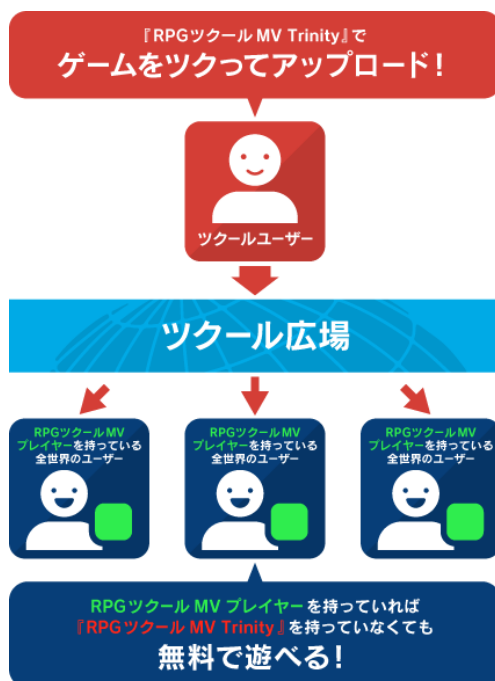 『RPGツクール MV Trinity』で
ゲームをツクってアップロード！
ツクールユーザー
ツクール広場
RPGツクールMV
プレイヤーを持っている
全世界のユーザー
RPGツクールMV
プレイヤーを持っている
全世界のユーザー
RPGツクールMV
プレイヤーを持っている
全世界のユーザー
RPGツクール MV プレイヤーを持っていれば
『RPGツクール MV Trinity』を持っていなくても
無料で遊べる！